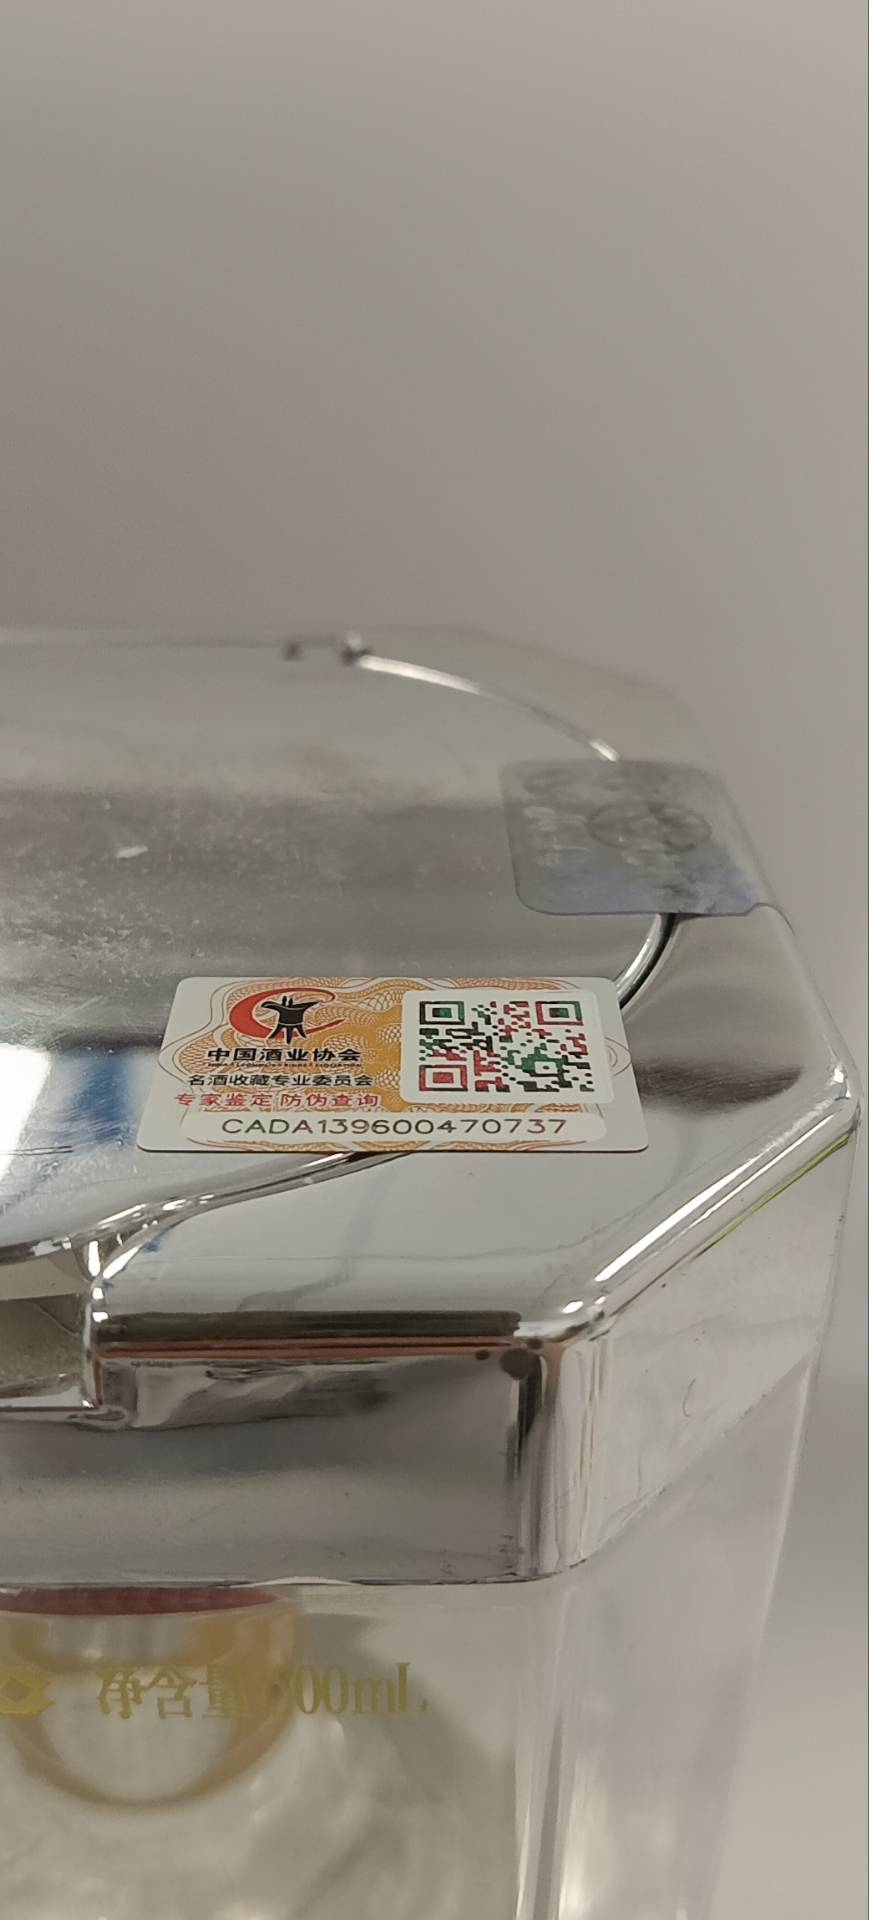 中国酒业协会
名酒收藏专业委员会
专家鉴定 防伪查询
CADA139600470737
净含量 00mL